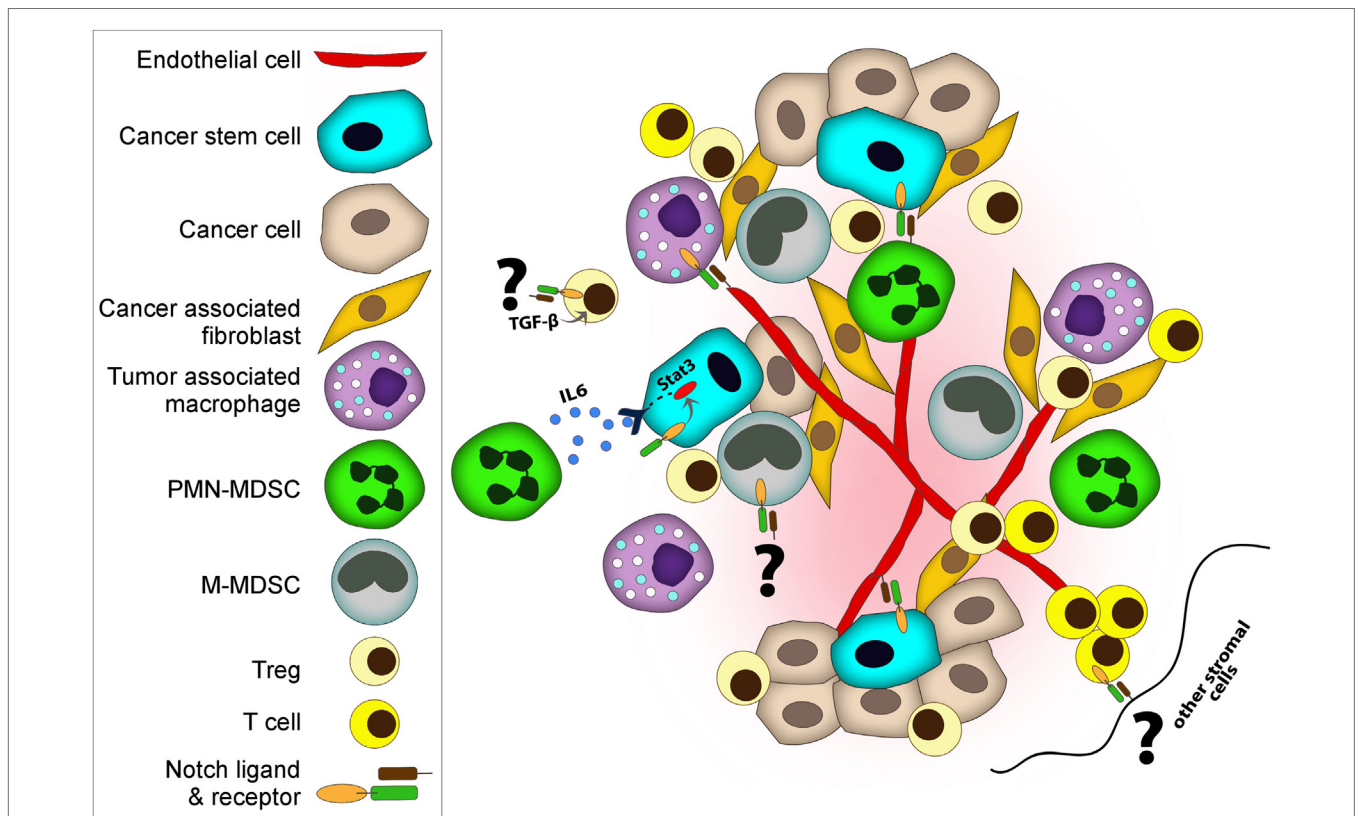 Endothelial cell
Cancer stem cell
Cancer cell
Cancer associated
fibroblast
Tumor associated
macrophage
PMN-MDSC
M-MDSC
Treg
T cell
Notch ligand
& receptor
?
TGF-β
IL6
Stat3
?
other stromal
cells
?